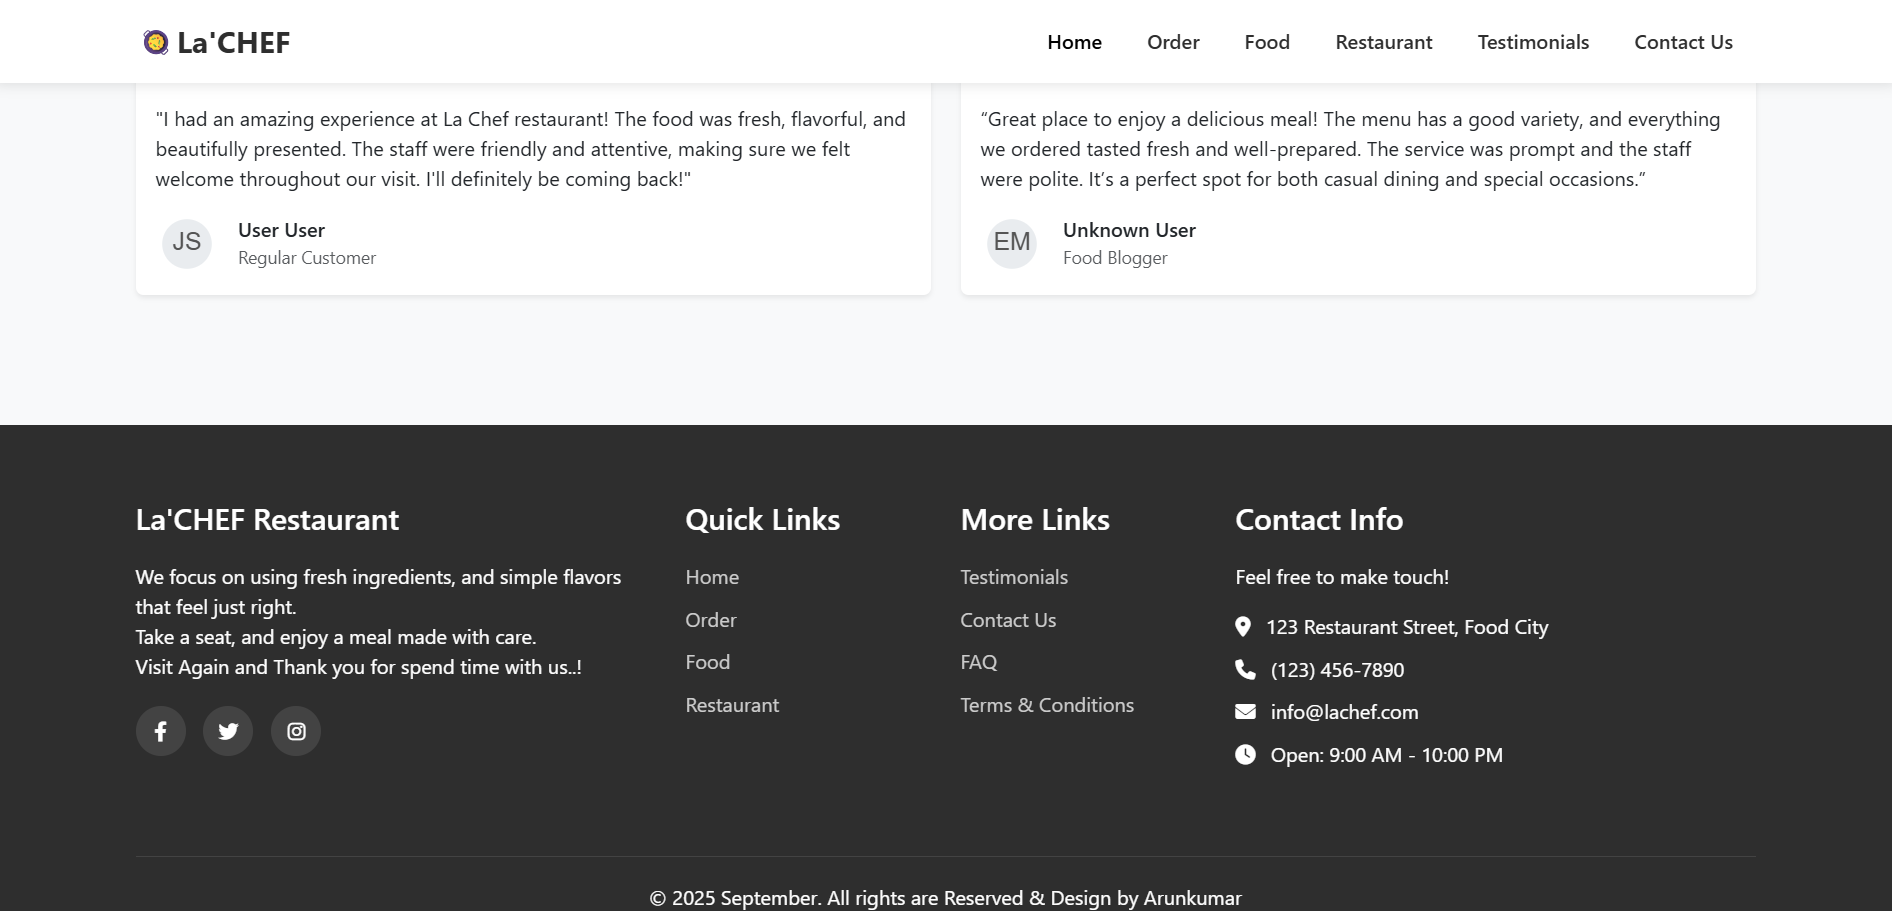 La'CHEF
Home Order Food Restaurant Testimonials Contact Us
"I had an amazing experience at La Chef restaurant! The food was fresh, flavorful, and
beautifully presented. The staff were friendly and attentive, making sure we felt
welcome throughout our visit. I'll definitely be coming back!"
JS
User User
Regular Customer
“Great place to enjoy a delicious meal! The menu has a good variety, and everything
we ordered tasted fresh and well-prepared. The service was prompt and the staff
were polite. It’s a perfect spot for both casual dining and special occasions.”
EM
Unknown User
Food Blogger
La'CHEF Restaurant
We focus on using fresh ingredients, and simple flavors
that feel just right.
Take a seat, and enjoy a meal made with care.
Visit Again and Thank you for spend time with us..!
Quick Links
Home
Order
Food
Restaurant
More Links
Testimonials
Contact Us
FAQ
Terms & Conditions
Contact Info
Feel free to make touch!
123 Restaurant Street, Food City
(123) 456-7890
info@lachef.com
Open: 9:00 AM - 10:00 PM
© 2025 September. All rights are Reserved & Design by Arunkumar